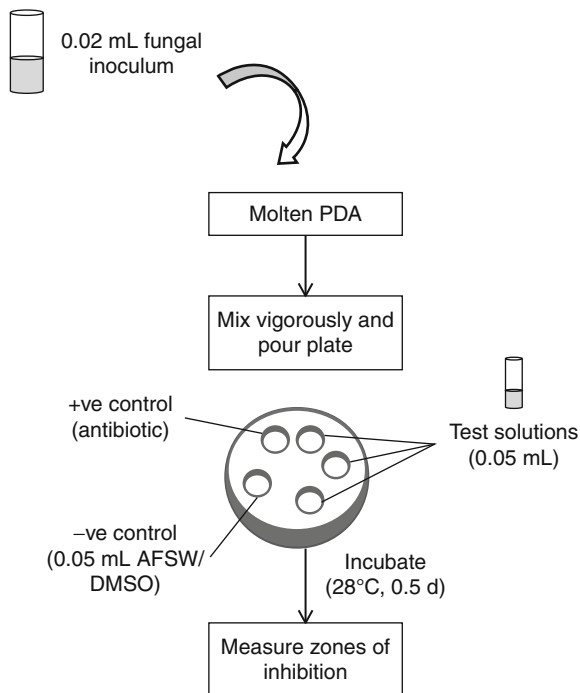 0.02 mL fungal
inoculum
Molten PDA
Mix vigorously and
pour plate
+ve control
(antibiotic)
Test solutions
(0.05 mL)
–ve control
(0.05 mL AFSW/
DMSO)
Incubate
(28°C, 0.5 d)
Measure zones of
inhibition